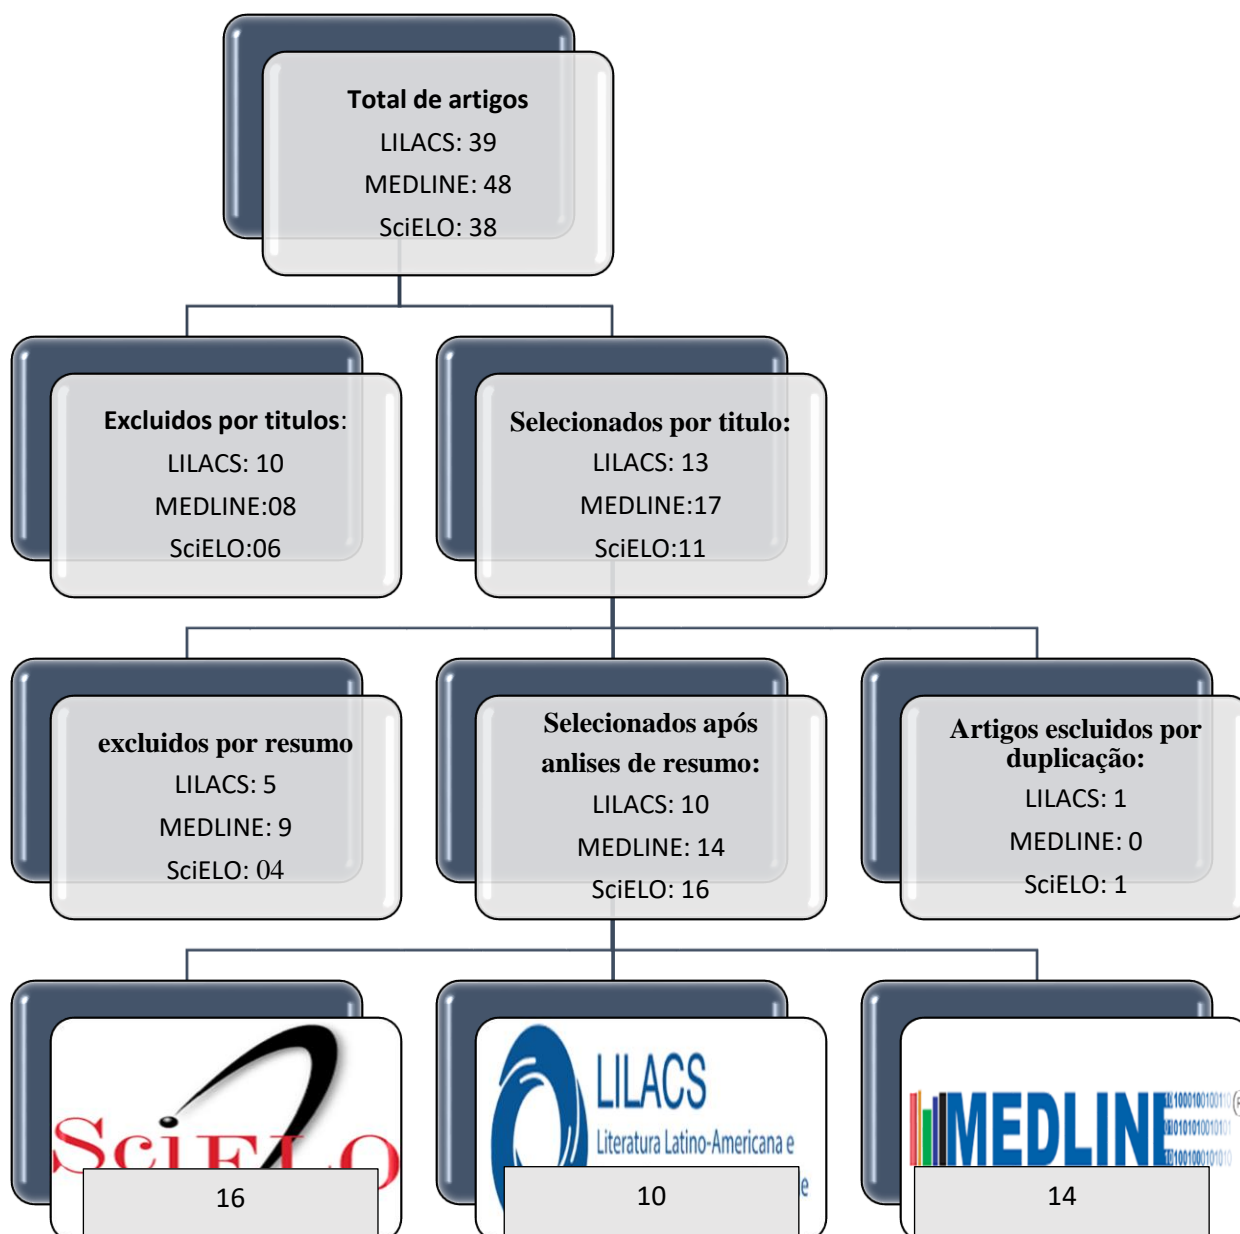 Total de artigos
LILACS: 39
MEDLINE: 48
SciELO: 38
Excluidos por titulos:
LILACS: 10
MEDLINE:08
SciELO:06
Selecionados por titulo:
LILACS: 13
MEDLINE:17
SciELO:11
excluidos por resumo
LILACS: 5
MEDLINE: 9
SciELO: 04
Selecionados após
anlises de resumo:
LILACS: 10
MEDLINE: 14
SciELO: 16
Artigos escluidos por
duplicação:
LILACS: 1
MEDLINE: 0
SciELO: 1
SciELO
16
LILACS
Literatura Latino-Americana e
e
10
MEDLINE
14